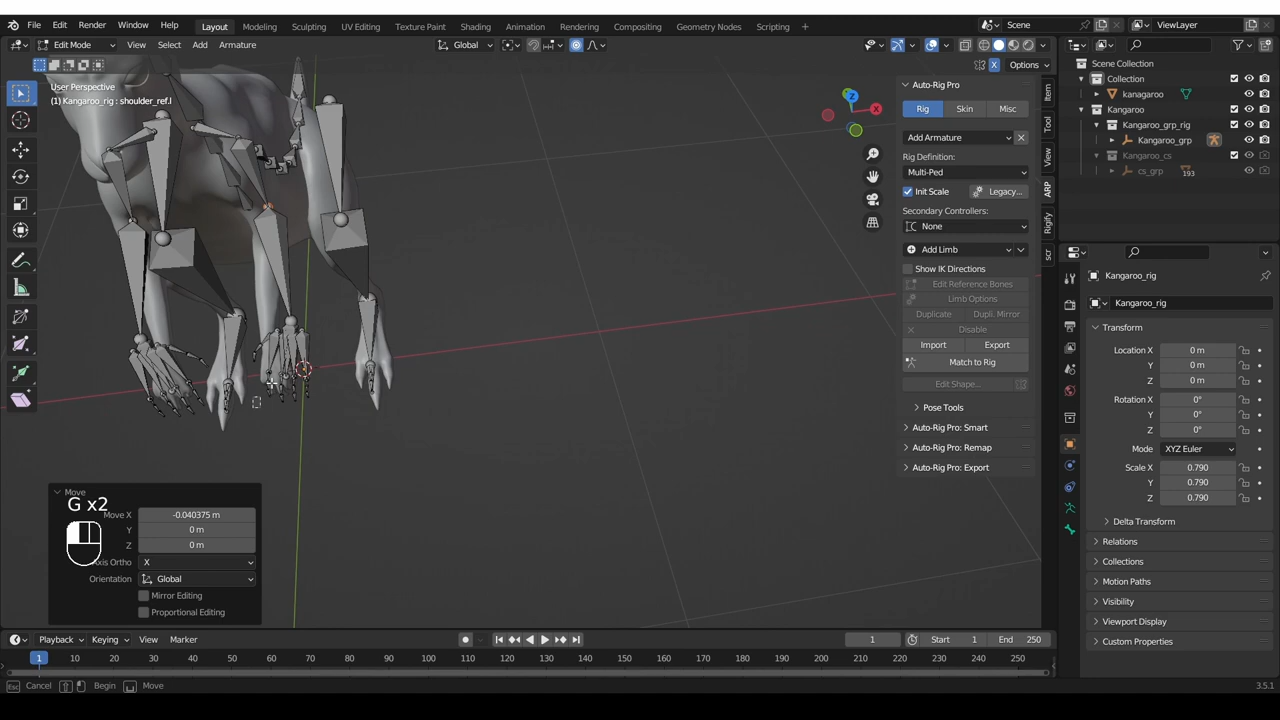 File Edit Render Window Help Layout Modeling Sculpting UV Editing Texture Paint Shading Animation Rendering Compositing Geometry Nodes Scripting + Scene ViewLayer
Edit Mode View Select Add Armature Global
X Options
User Perspective
(1) Kangaroo_rig : shoulder_ref.l
Auto-Rig Pro
Rig Skin Misc
Add Armature
Rig Definition:
Multi-Ped
Init Scale Legacy...
Secondary Controllers:
None
Add Limb
Show IK Directions
Edit Reference Bones
Limb Options
Duplicate Dupli. Mirror
Disable
Import Export
Match to Rig
Edit Shape...
Pose Tools
Auto-Rig Pro: Smart
Auto-Rig Pro: Remap
Auto-Rig Pro: Export
Item
Tool
View
ARP
Rigify
scr
Z
X
Scene Collection
Collection
kanagaroo
Kangaroo
Kangaroo_grp_rig
Kangaroo_grp
Kangaroo_cs
cs_grp 193
Kangaroo_rig
Kangaroo_rig
Transform
Location X 0 m
Y 0 m
Z 0 m
Rotation X 0°
Y 0°
Z 0°
Mode XYZ Euler
Scale X 0.790
Y 0.790
Z 0.790
Delta Transform
Relations
Collections
Motion Paths
Visibility
Viewport Display
Custom Properties
Move
G x2
Move X -0.040375 m
Y 0 m
Z 0 m
Axis Ortho X
Orientation Global
Mirror Editing
Proportional Editing
Playback Keying View Marker 1 Start 1 End 250
1 10 20 30 40 50 60 70 80 90 100 110 120 130 140 150 160 170 180 190 200 210 220 230 240 250
Esc Cancel Begin Move 3.5.1